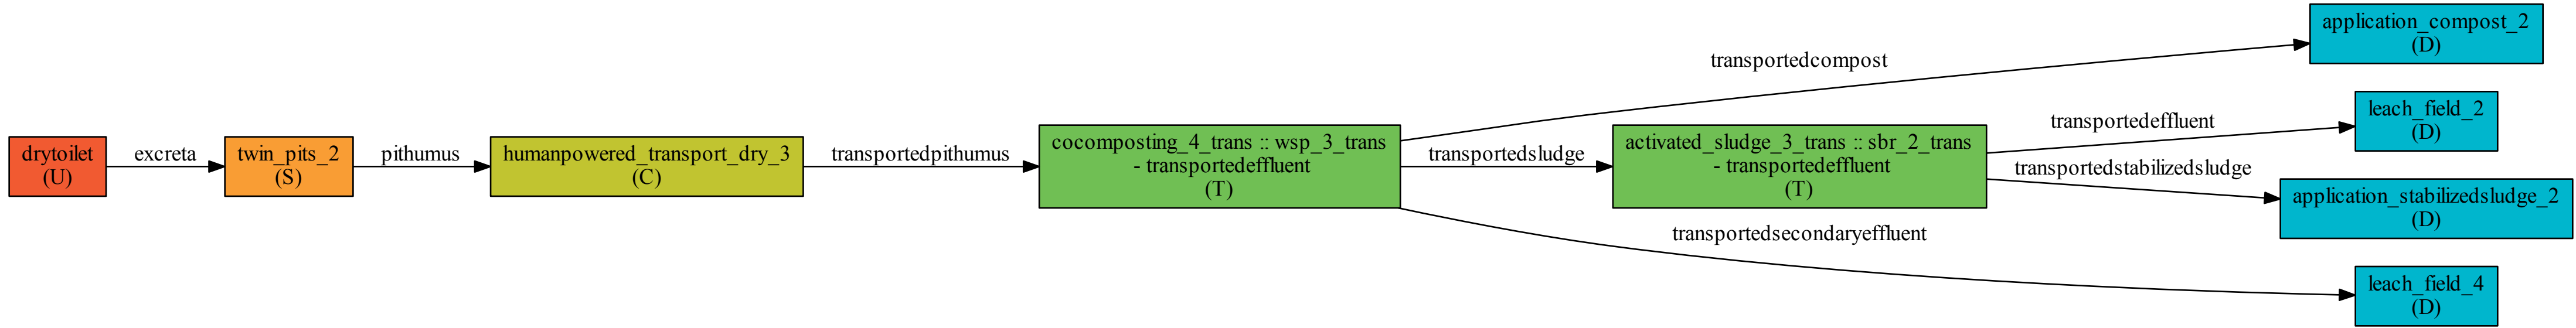 drytoilet
(U)
excreta
twin_pits_2
(S)
pithumus
humanpowered_transport_dry_3
(C)
transportedpithumus
cocomposting_4_trans :: wsp_3_trans
- transportedeffluent
(T)
transportedcompost
transportedsludge
transportedsecondaryeffluent
activated_sludge_3_trans :: sbr_2_trans
- transportedeffluent
(T)
transportedeffluent
transportedstabilizedsludge
application_compost_2
(D)
leach_field_2
(D)
application_stabilizedsludge_2
(D)
leach_field_4
(D)